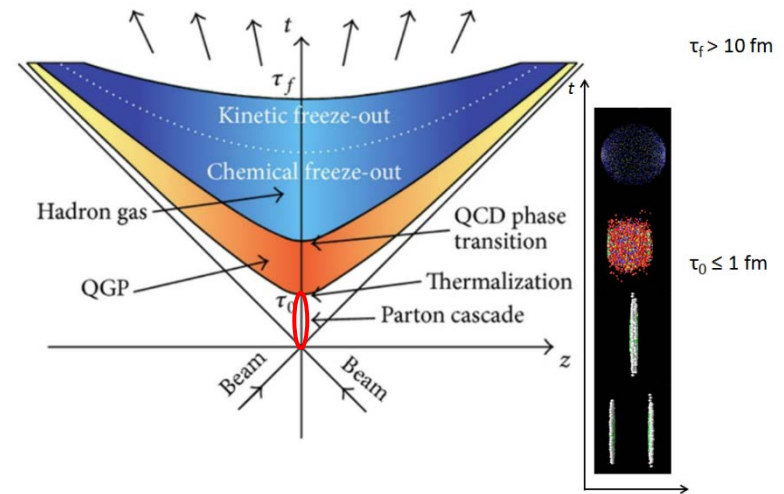 t
τf > 10 fm
τf
t
Kinetic freeze-out
Chemical freeze-out
Hadron gas
QCD phase
transition
τ0 ≤ 1 fm
QGP
Thermalization
τ0
Parton cascade
z
Beam
Beam